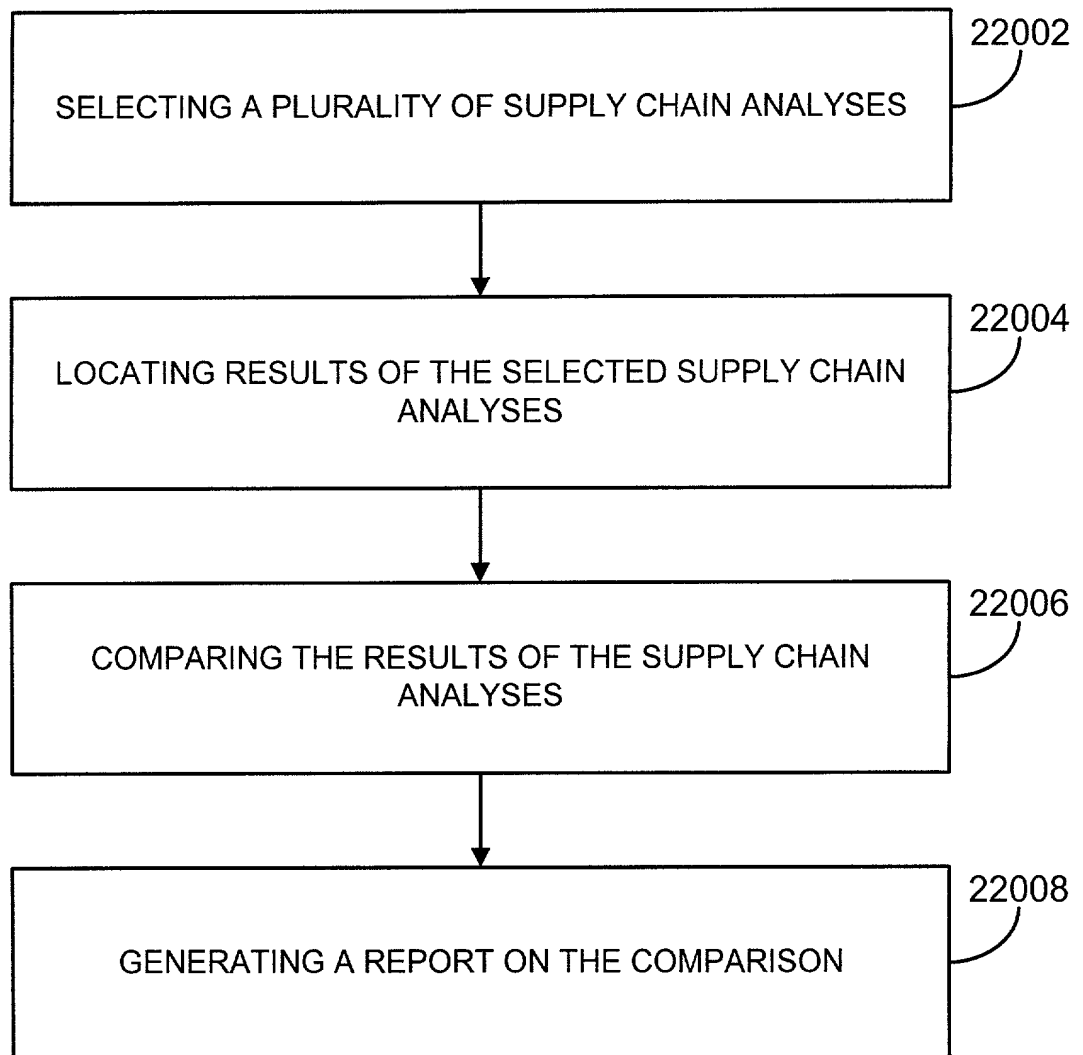 22002
SELECTING A PLURALITY OF SUPPLY CHAIN ANALYSES
22004
LOCATING RESULTS OF THE SELECTED SUPPLY CHAIN
ANALYSES
22006
COMPARING THE RESULTS OF THE SUPPLY CHAIN
ANALYSES
22008
GENERATING A REPORT ON THE COMPARISON